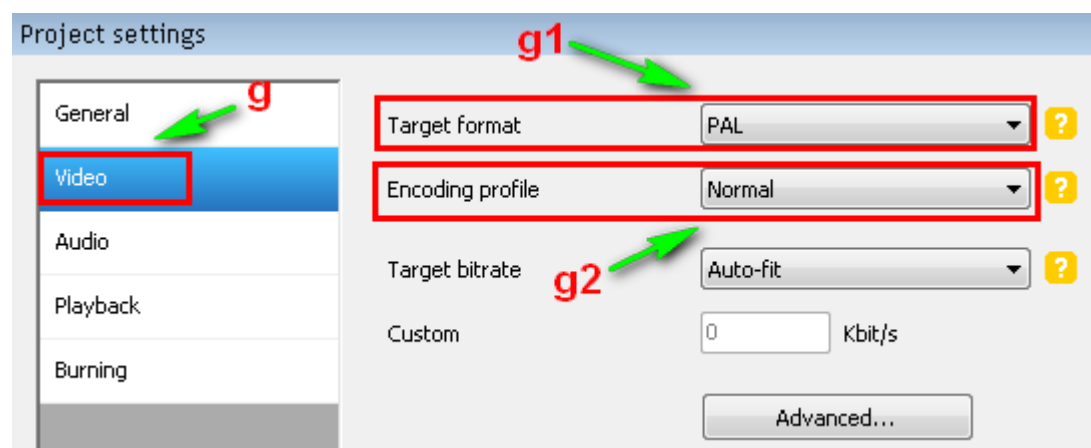 Project settings
g1
g
General
Target format PAL ?
Video
Encoding profile Normal ?
Audio
Target bitrate Auto-fit ?
g2
Playback
Custom 0 Kbit/s
Burning
Advanced...